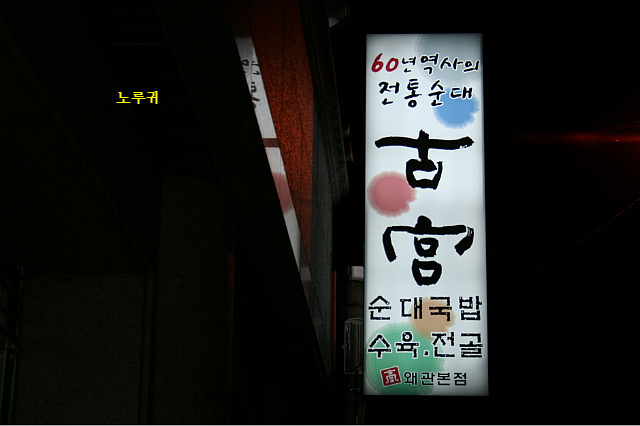 노루귀
60년역사의
전통순대
古
宮
순대국밥
수육.전골
왜관본점